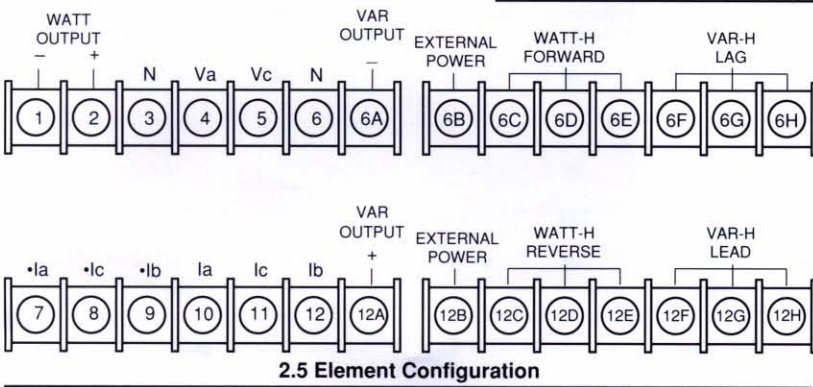 WATT
OUTPUT
–
+
N
Va
Vc
N
VAR
OUTPUT
–
EXTERNAL
POWER
WATT-H
FORWARD
VAR-H
LAG
1 2 3 4 5 6 6A 6B 6C 6D 6E 6F 6G 6H
•Ia
•Ic
•Ib
Ia
Ic
Ib
VAR
OUTPUT
+
EXTERNAL
POWER
WATT-H
REVERSE
VAR-H
LEAD
7 8 9 10 11 12 12A 12B 12C 12D 12E 12F 12G 12H
2.5 Element Configuration